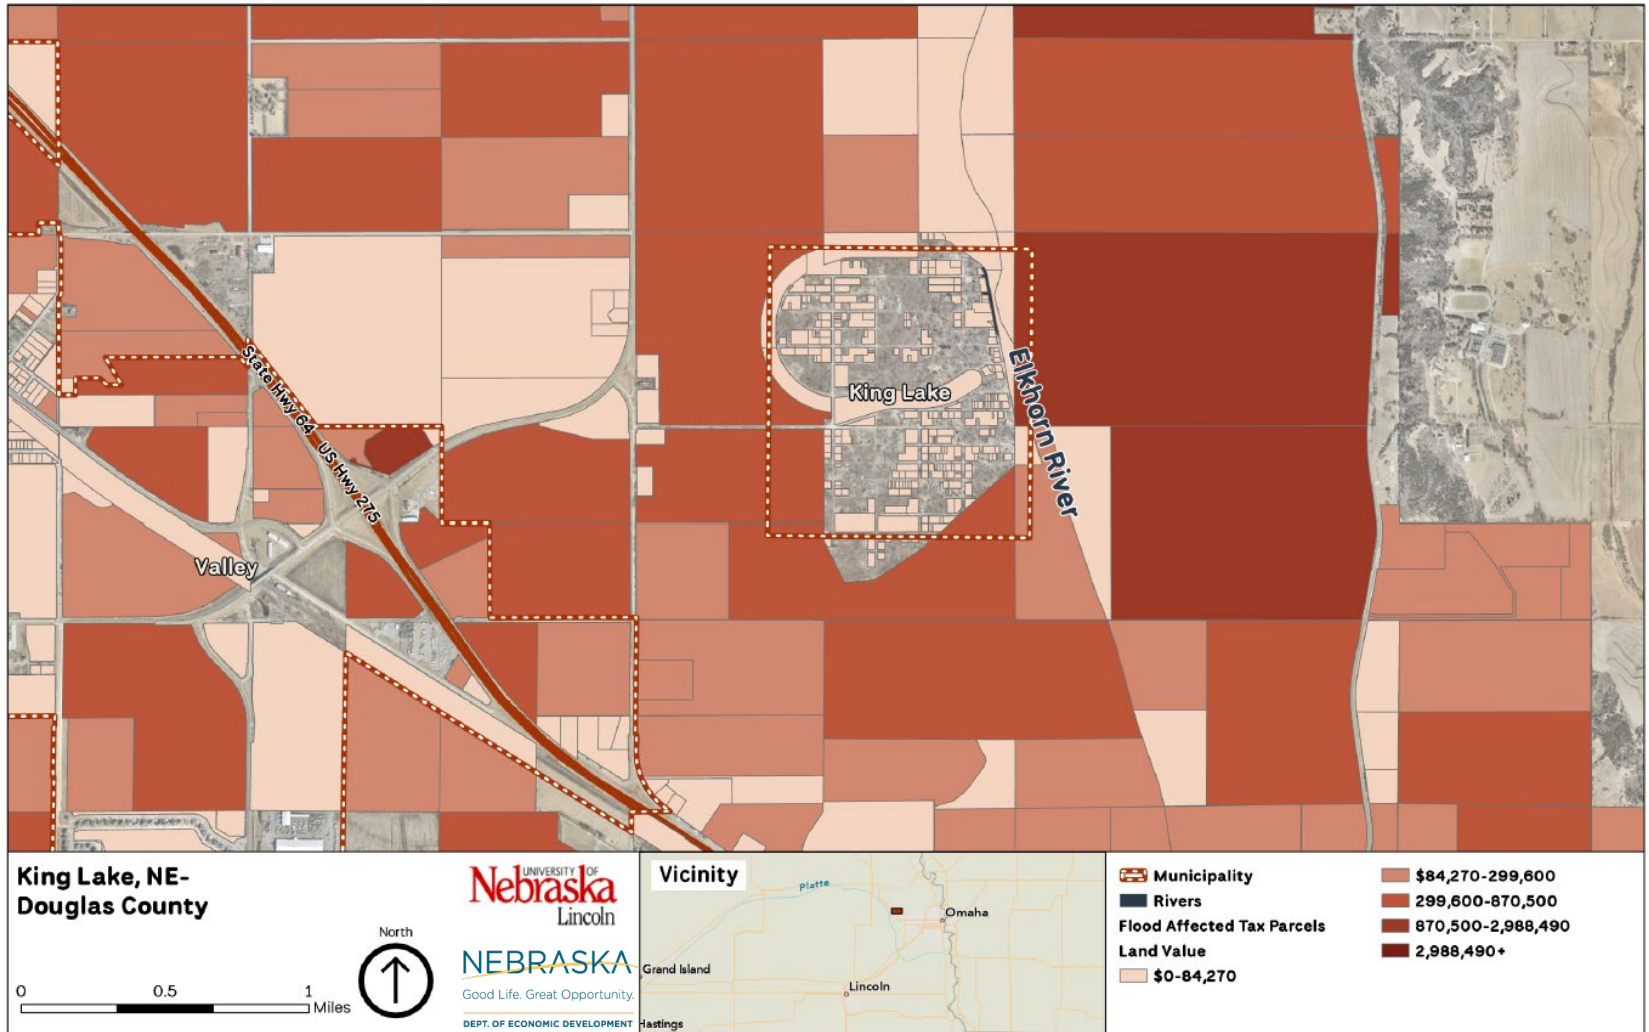 State Hwy 64
US Hwy 275
King Lake
Elkhorn River
Valley
King Lake, NE-
Douglas County
North
0 0.5 1
Miles
UNIVERSITY OF
Nebraska
Lincoln
NEBRASKA
Good Life. Great Opportunity.
DEPT. OF ECONOMIC DEVELOPMENT
Vicinity
Platte
Omaha
Grand Island
Lincoln
Hastings
Municipality
Rivers
Flood Affected Tax Parcels
Land Value
$0-84,270
$84,270-299,600
299,600-870,500
870,500-2,988,490
2,988,490+